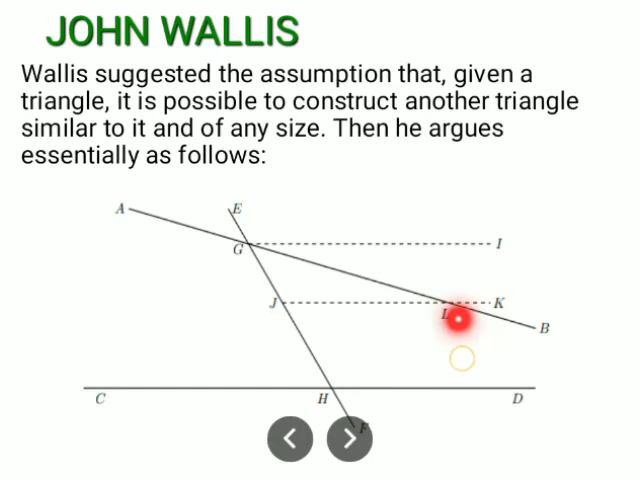 JOHN WALLIS
Wallis suggested the assumption that, given a
triangle, it is possible to construct another triangle
similar to it and of any size. Then he argues
essentially as follows:
A
E
G
I
J
L
K
B
C
H
D
F